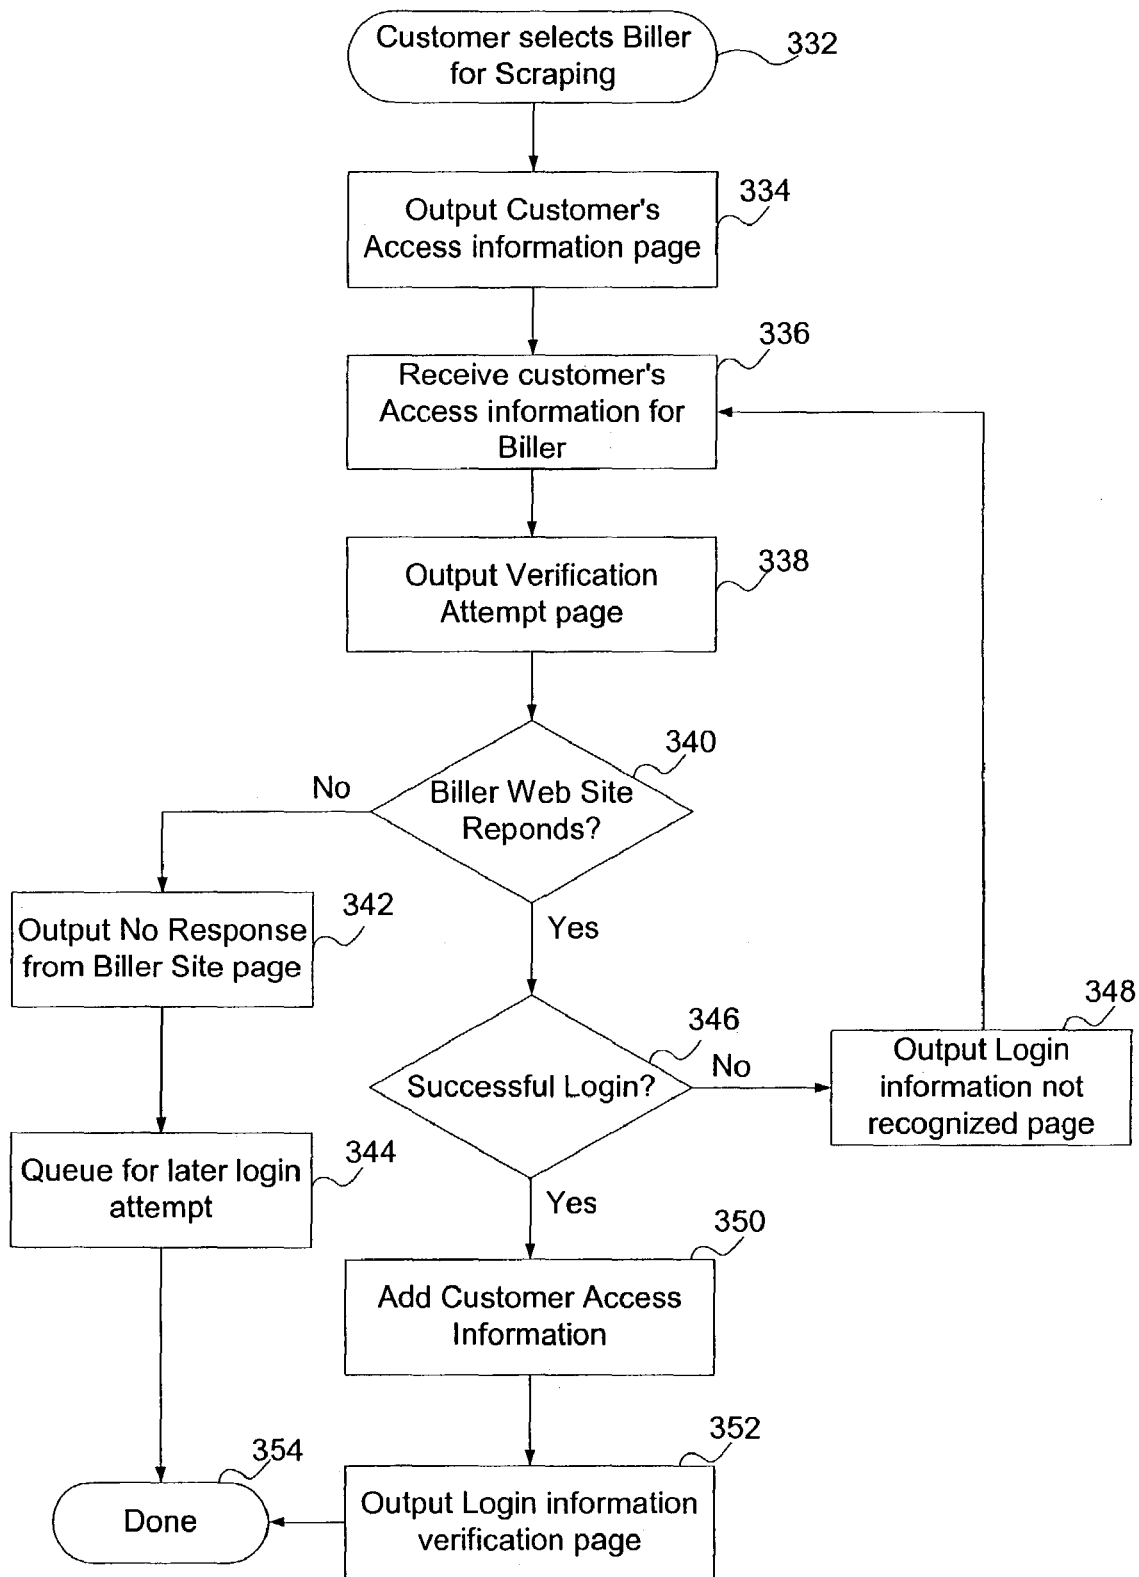 Customer selects Biller
for Scraping
332
Output Customer's
Access information page
334
Receive customer's
Access information for
Biller
336
Output Verification
Attempt page
338
Biller Web Site
Reponds?
340
No
Yes
Output No Response
from Biller Site page
342
Queue for later login
attempt
344
Successful Login?
346
No
Yes
Output Login
information not
recognized page
348
Add Customer Access
Information
350
Output Login information
verification page
352
Done
354